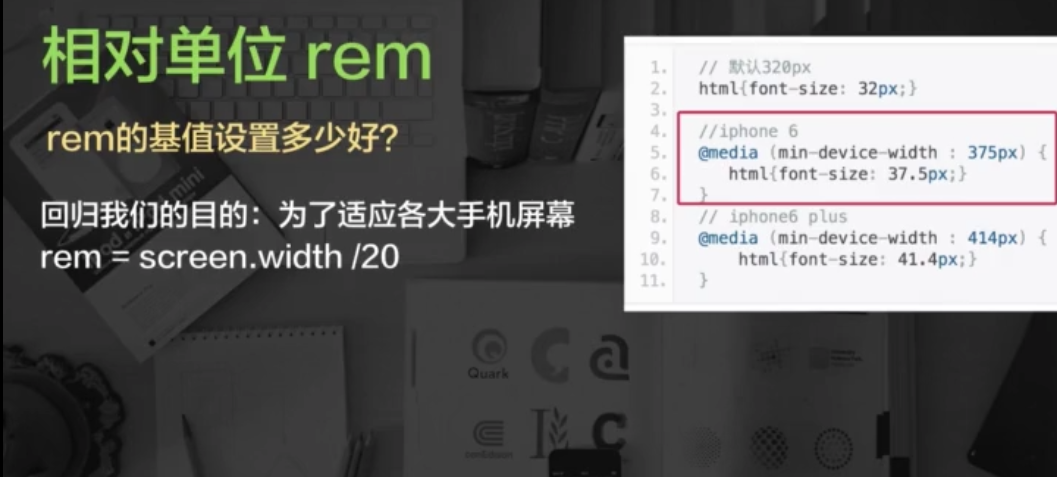 相对单位 rem
rem的基值设置多少好?
回归我们的目的：为了适应各大手机屏幕
rem = screen.width /20
1. // 默认320px
2. html{font-size: 32px;}
3.
4. //iphone 6
5. @media (min-device-width : 375px) {
6. html{font-size: 37.5px;}
7. }
8. // iphone6 plus
9. @media (min-device-width : 414px) {
10. html{font-size: 41.4px;}
11. }
mini
Quark